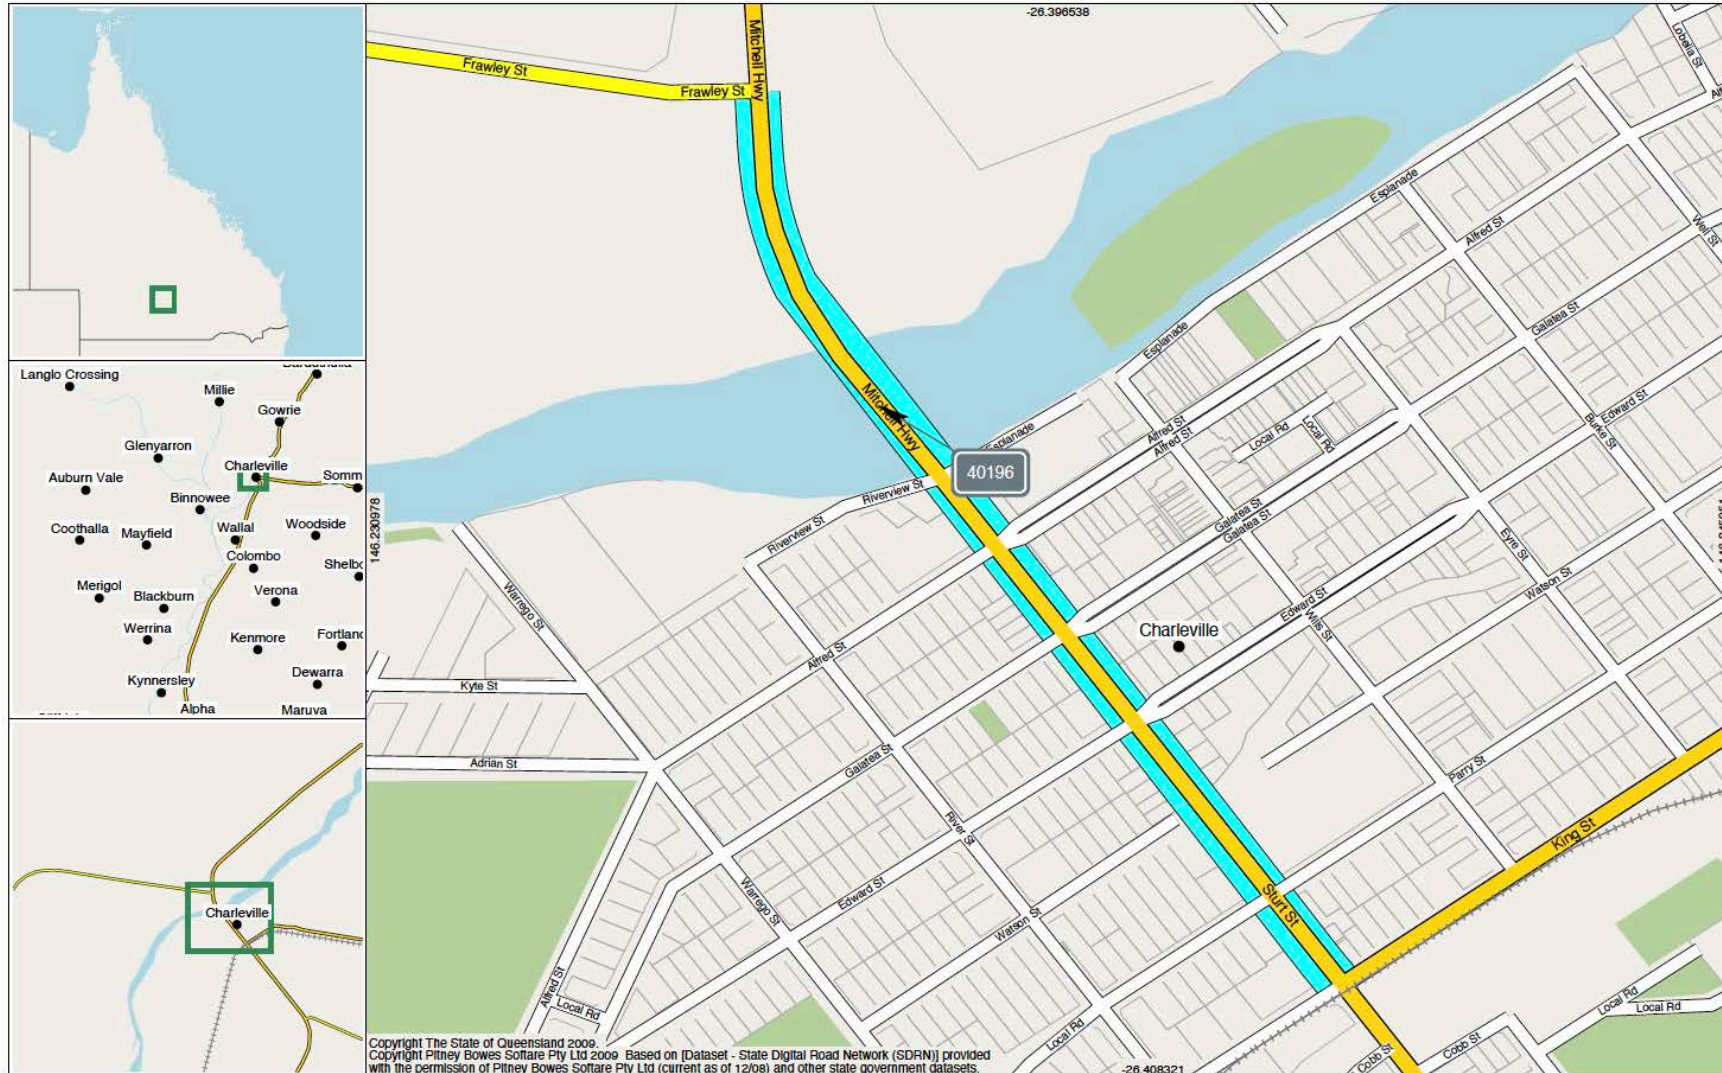 -26.396538
Mitchell Hwy
Frawley St
Frawley St
Lobelia St
Esplanade
Alfred St
Well St
Galatea St
Esplanade
Edward St
Burke St
Alfred St
Alfred St
Local Rd
Local Rd
Mitchell Hwy
Esplanade
40196
Riverview St
Riverview St
Galatea St
Galatea St
Eyre St
Watson St
Edward St
Wills St
Charleville
Warrego St
Alfred St
Kyte St
Adrian St
Galatea St
Parry St
River St
King St
Edward St
Warrego St
Sturt St
Watson St
Alfred St
Local Rd
Local Rd
Local Rd
Local Rd
Cobb St
Cobb St
146.230978
-26.408321
Langlo Crossing
Millie
Gowrie
Glenyarron
Charleville
Auburn Vale
Somm
Binnowee
Coothalla
Mayfield
Wallal
Woodside
Colombo
Shelbo
Merigol
Blackburn
Verona
Werrina
Kenmore
Fortland
Dewarra
Kynnersley
Alpha
Maruva
Charleville
Copyright The State of Queensland 2009.
Copyright Pitney Bowes Softare Pty Ltd 2009 Based on [Dataset - State Digital Road Network (SDRN)] provided
with the permission of Pitney Bowes Softare Pty Ltd (current as of 12/08) and other state government datasets.